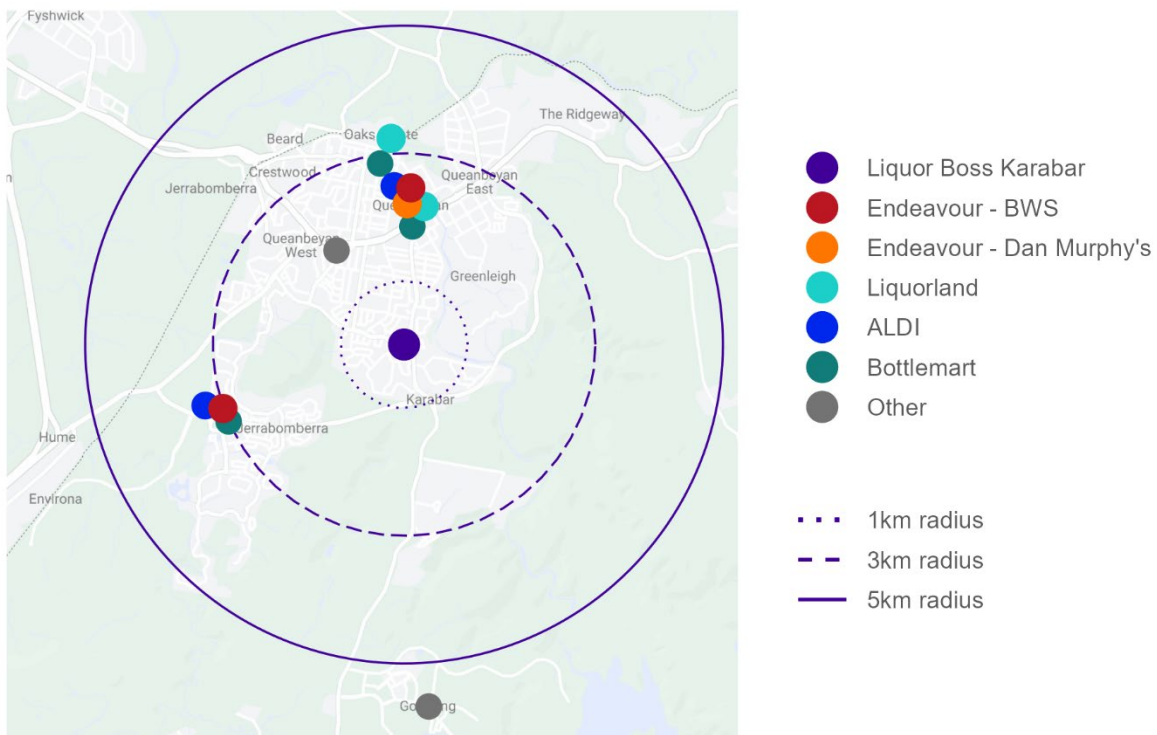 Fyshwick
The Ridgeway
Beard
Crestwood
Queanbeyan
East
Jerrabomberra
Queanbeyan
West
Greenleigh
Karabar
Jerrabomberra
Hume
Environa
Liquor Boss Karabar
Endeavour - BWS
Endeavour - Dan Murphy's
Liquorland
ALDI
Bottlemart
Other
1km radius
3km radius
5km radius